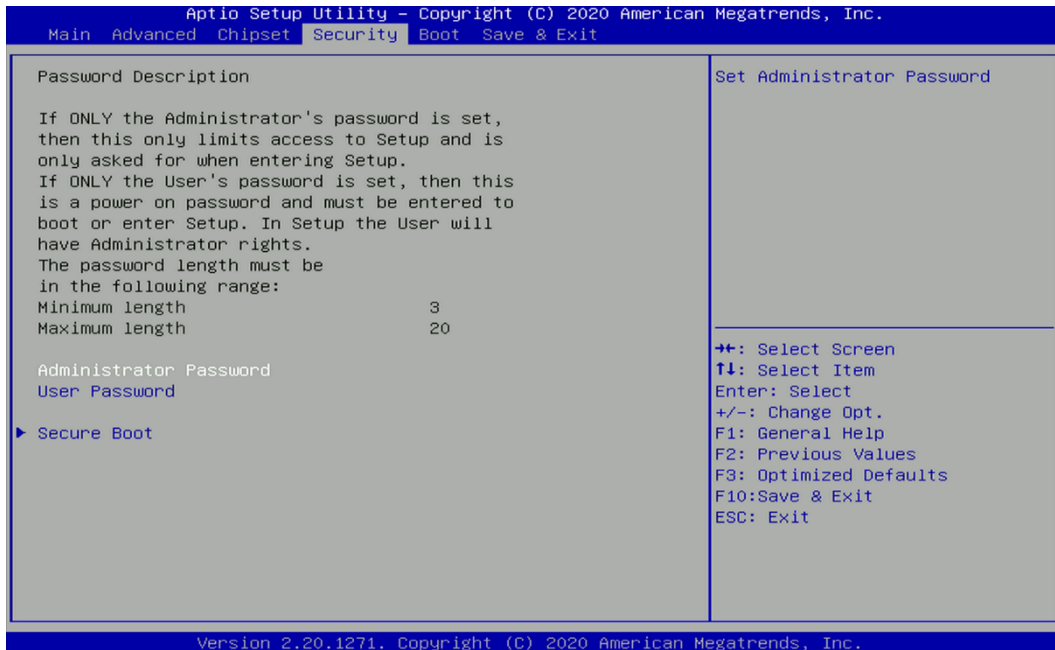 Aptio Setup Utility – Copyright (C) 2020 American Megatrends, Inc.
Main Advanced Chipset Security Boot Save & Exit
Password Description
If ONLY the Administrator's password is set,
then this only limits access to Setup and is
only asked for when entering Setup.
If ONLY the User's password is set, then this
is a power on password and must be entered to
boot or enter Setup. In Setup the User will
have Administrator rights.
The password length must be
in the following range:
Minimum length 3
Maximum length 20
Administrator Password
User Password
▶ Secure Boot
Set Administrator Password
→←: Select Screen
↑↓: Select Item
Enter: Select
+/-: Change Opt.
F1: General Help
F2: Previous Values
F3: Optimized Defaults
F10:Save & Exit
ESC: Exit
Version 2.20.1271. Copyright (C) 2020 American Megatrends, Inc.